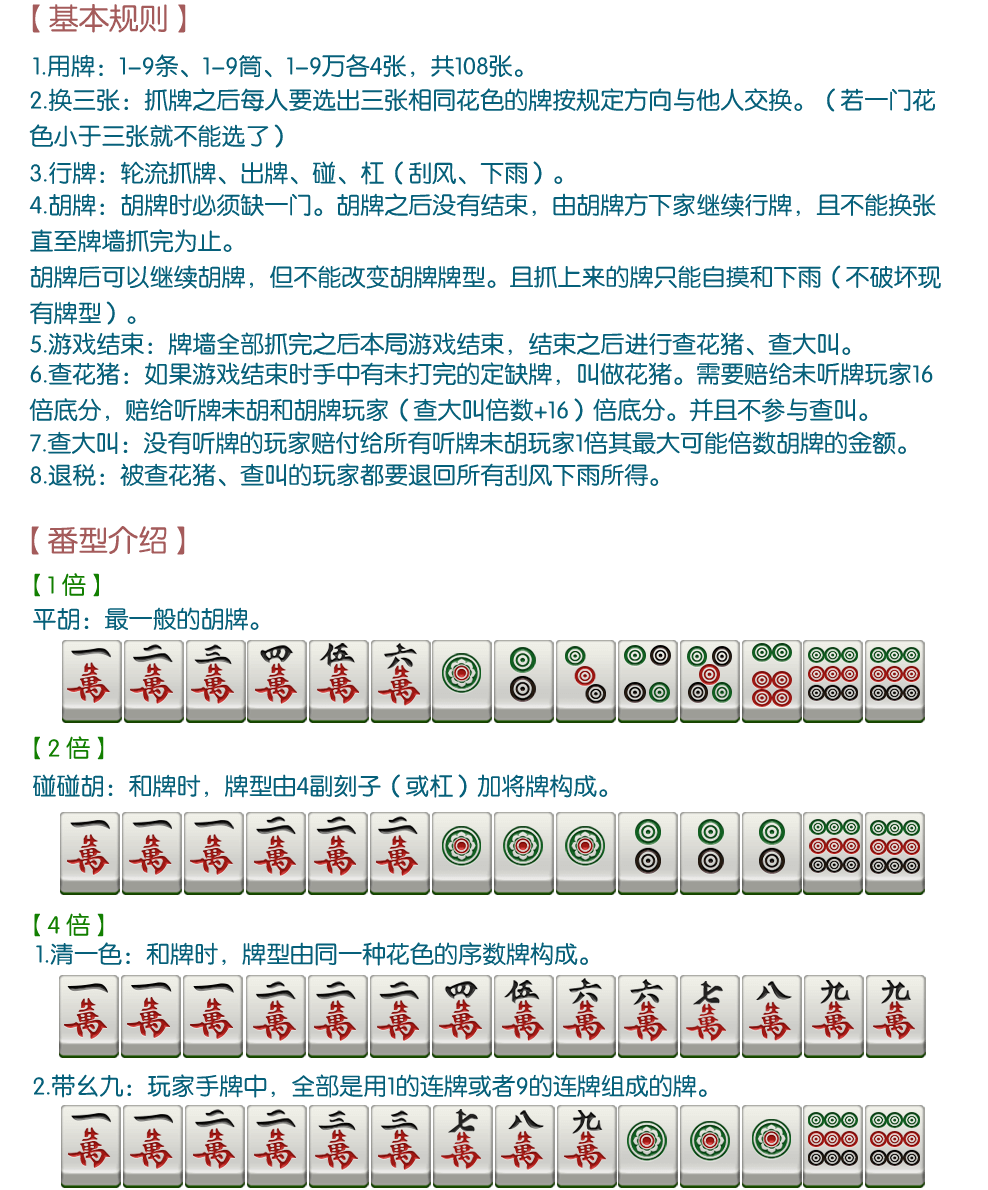 【基本规则】
1.用牌：1-9条、1-9筒、1-9万各4张，共108张。
2.换三张：抓牌之后每人要选出三张相同花色的牌按规定方向与他人交换。（若一门花
色小于三张就不能选了）
3.行牌：轮流抓牌、出牌、碰、杠（刮风、下雨）。
4.胡牌：胡牌时必须缺一门。胡牌之后没有结束，由胡牌方下家继续行牌，且不能换张
直至牌墙抓完为止。
胡牌后可以继续胡牌，但不能改变胡牌牌型。且抓上来的牌只能自摸和下雨（不破坏现
有牌型）。
5.游戏结束：牌墙全部抓完之后本局游戏结束，结束之后进行查花猪、查大叫。
6.查花猪：如果游戏结束时手中有未打完的定缺牌，叫做花猪。需要赔给未听牌玩家16
倍底分，赔给听牌未胡和胡牌玩家（查大叫倍数+16）倍底分。并且不参与查叫。
7.查大叫：没有听牌的玩家赔付给所有听牌未胡玩家1倍其最大可能倍数胡牌的金额。
8.退税：被查花猪、查叫的玩家都要退回所有刮风下雨所得。
【番型介绍】
【1倍】
平胡：最一般的胡牌。
一萬 二萬 三萬 四萬 伍萬 六萬
【2倍】
碰碰胡：和牌时，牌型由4副刻子（或杠）加将牌构成。
一萬 一萬 一萬 二萬 二萬 二萬
【4倍】
1.清一色：和牌时，牌型由同一种花色的序数牌构成。
一萬 一萬 一萬 二萬 二萬 二萬 四萬 伍萬 六萬 六萬 七萬 八萬 九萬 九萬
2.带幺九：玩家手牌中，全部是用1的连牌或者9的连牌组成的牌。
一萬 一萬 二萬 二萬 三萬 三萬 七萬 八萬 九萬